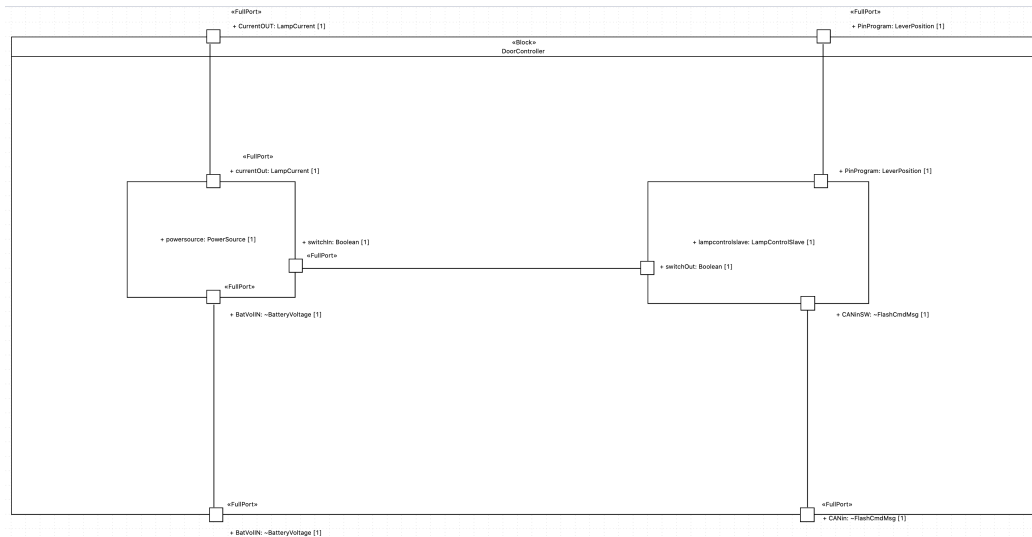 «FullPort»
«FullPort»
+ CurrentOUT: LampCurrent [1]
+ PinProgram: LeverPosition [1]
«Block»
DoorController
«FullPort»
+ currentOut: LampCurrent [1]
+ PinProgram: LeverPosition [1]
+ powersource: PowerSource [1]
+ switchIn: Boolean [1]
+ lampcontrolslave: LampControlSlave [1]
«FullPort»
+ switchOut: Boolean [1]
«FullPort»
+ BatVolIN: ~BatteryVoltage [1]
+ CANinSW: ~FlashCmdMsg [1]
«FullPort»
«FullPort»
+ CANin: ~FlashCmdMsg [1]
+ BatVolIN: ~BatteryVoltage [1]